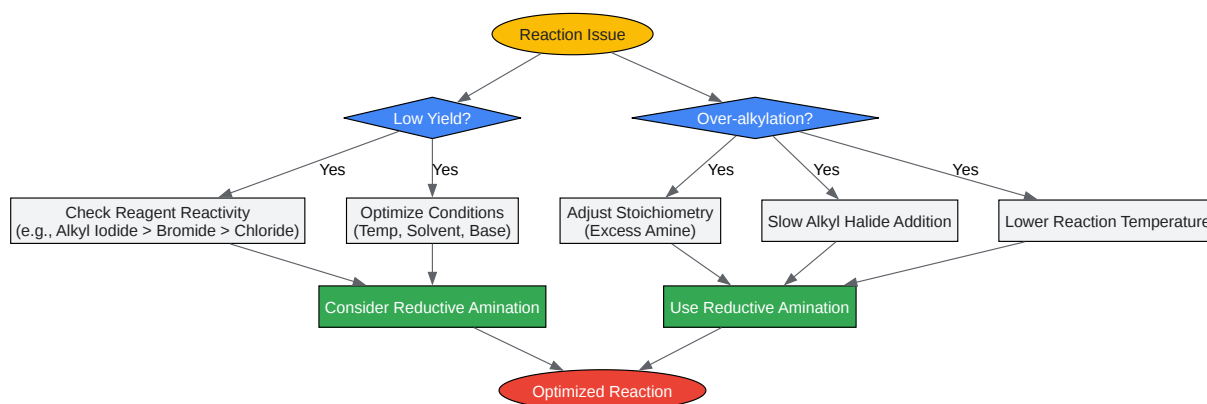 Reaction Issue
Low Yield?
Over-alkylation?
Yes
Yes
Yes
Yes
Yes
Check Reagent Reactivity
(e.g., Alkyl Iodide > Bromide > Chloride)
Optimize Conditions
(Temp, Solvent, Base)
Adjust Stoichiometry
(Excess Amine)
Slow Alkyl Halide Addition
Lower Reaction Temperature
Consider Reductive Amination
Use Reductive Amination
Optimized Reaction